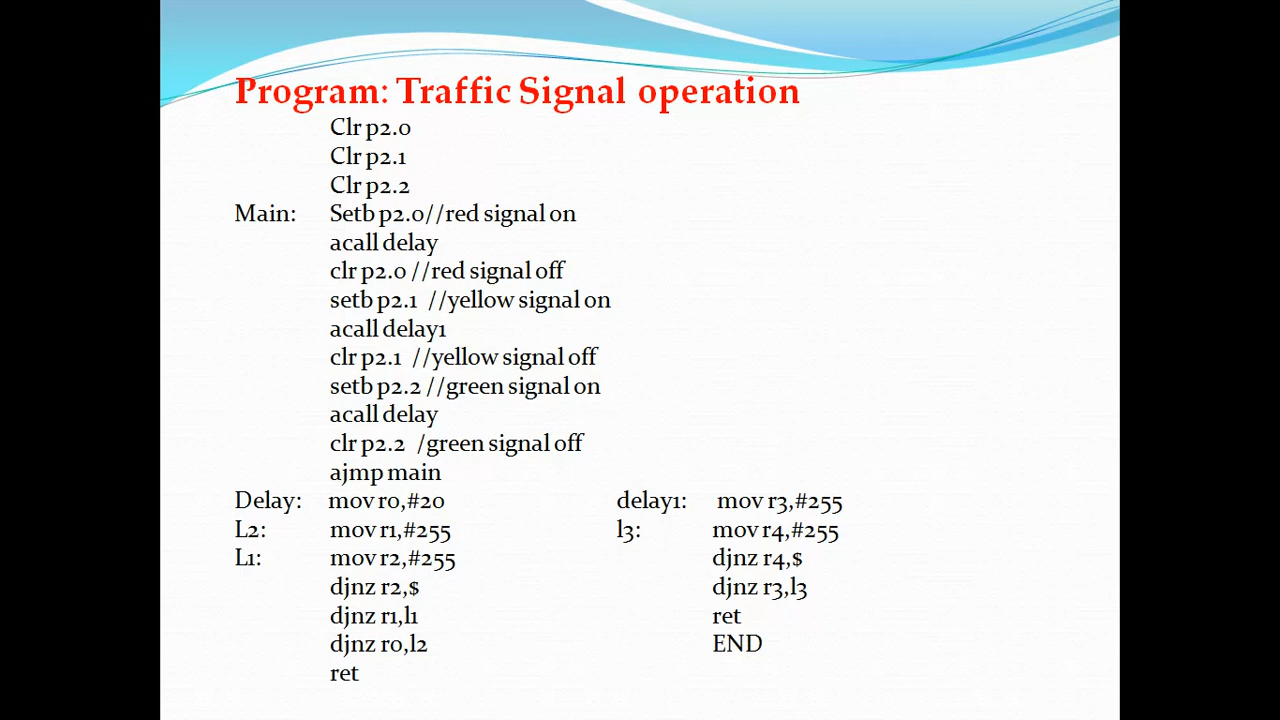 Program: Traffic Signal operation
Clr p2.0
Clr p2.1
Clr p2.2
Main: Setb p2.0//red signal on
acall delay
clr p2.0 //red signal off
setb p2.1 //yellow signal on
acall delay1
clr p2.1 //yellow signal off
setb p2.2 //green signal on
acall delay
clr p2.2 /green signal off
ajmp main
Delay: mov r0,#20
L2: mov r1,#255
L1: mov r2,#255
djnz r2,$
djnz r1,l1
djnz r0,l2
ret
delay1: mov r3,#255
l3: mov r4,#255
djnz r4,$
djnz r3,l3
ret
END